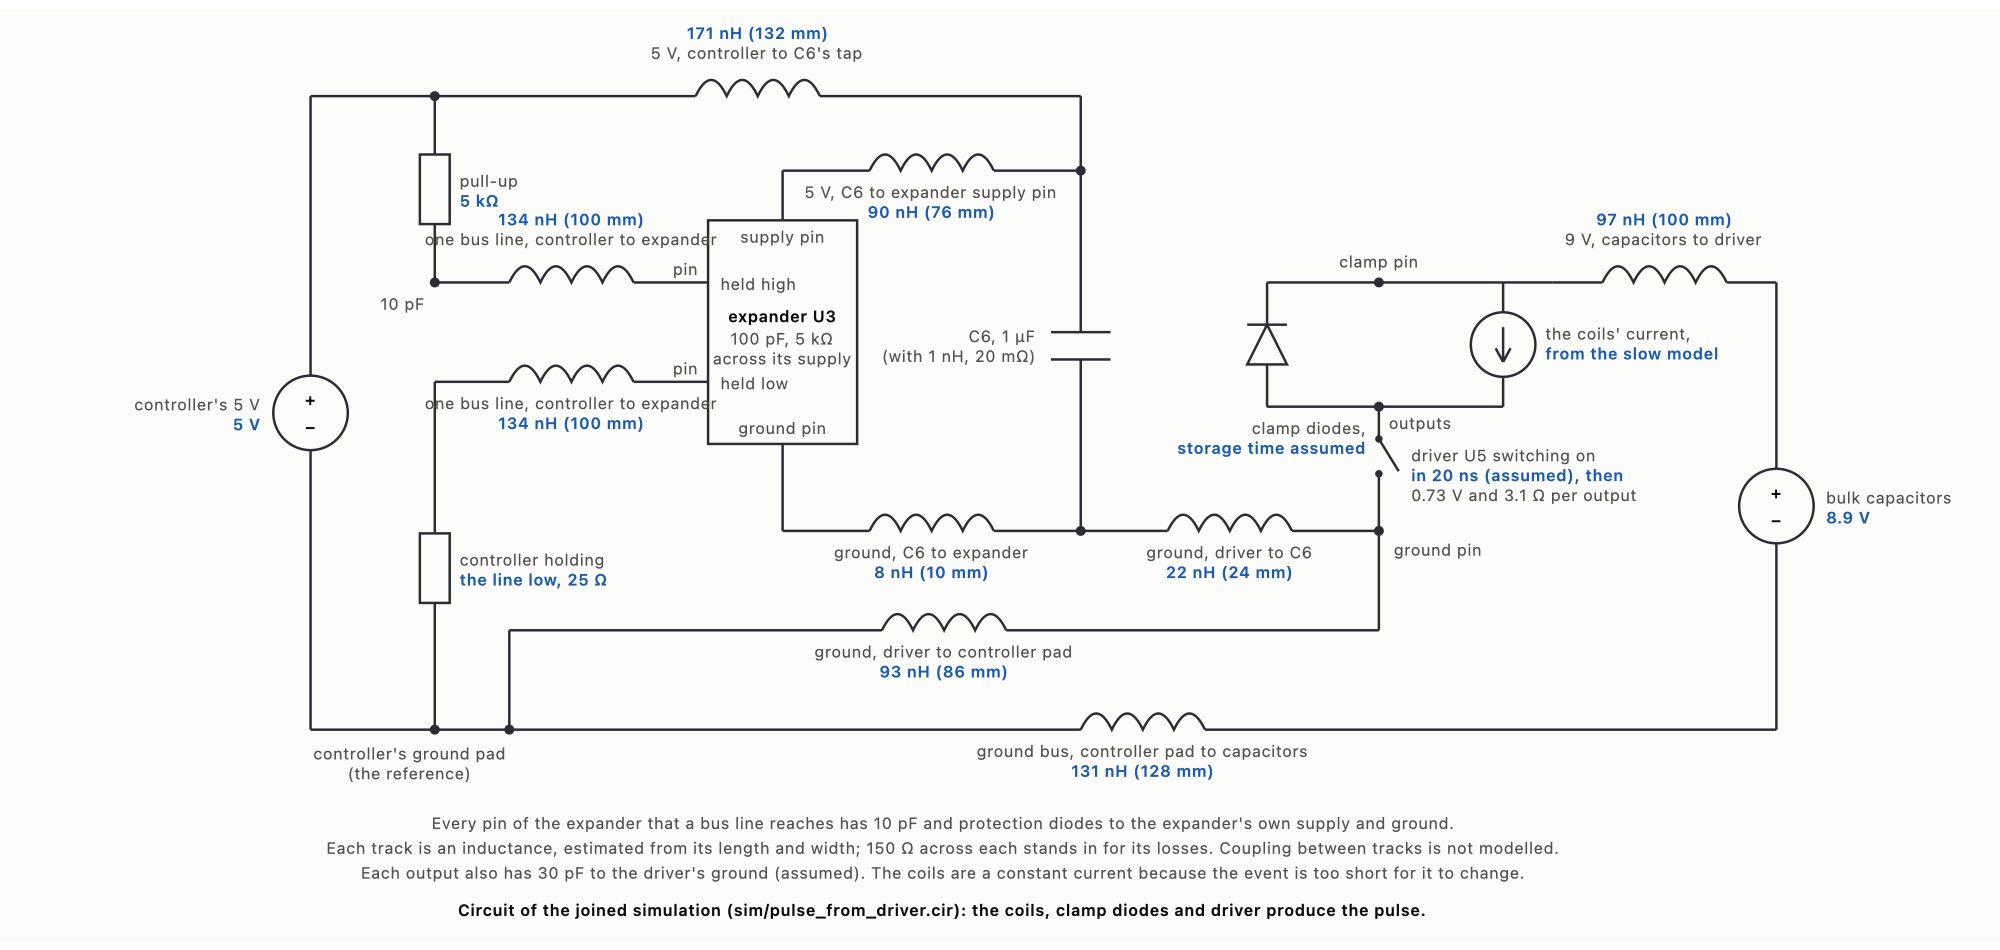 171 nH (132 mm)
5 V, controller to C6's tap
pull-up
5 kΩ
134 nH (100 mm)
one bus line, controller to expander
10 pF
5 V, C6 to expander supply pin
90 nH (76 mm)
supply pin
pin
held high
expander U3
100 pF, 5 kΩ
across its supply
pin
held low
ground pin
one bus line, controller to expander
134 nH (100 mm)
controller's 5 V
5 V
+
−
C6, 1 µF
(with 1 nH, 20 mΩ)
clamp pin
97 nH (100 mm)
9 V, capacitors to driver
the coils' current,
from the slow model
clamp diodes,
storage time assumed
outputs
driver U5 switching on
in 20 ns (assumed), then
0.73 V and 3.1 Ω per output
+
−
bulk capacitors
8.9 V
controller holding
the line low, 25 Ω
ground, C6 to expander
8 nH (10 mm)
ground, driver to C6
22 nH (24 mm)
ground pin
ground, driver to controller pad
93 nH (86 mm)
controller's ground pad
(the reference)
ground bus, controller pad to capacitors
131 nH (128 mm)
Every pin of the expander that a bus line reaches has 10 pF and protection diodes to the expander's own supply and ground.
Each track is an inductance, estimated from its length and width; 150 Ω across each stands in for its losses. Coupling between tracks is not modelled.
Each output also has 30 pF to the driver's ground (assumed). The coils are a constant current because the event is too short for it to change.
Circuit of the joined simulation (sim/pulse_from_driver.cir): the coils, clamp diodes and driver produce the pulse.